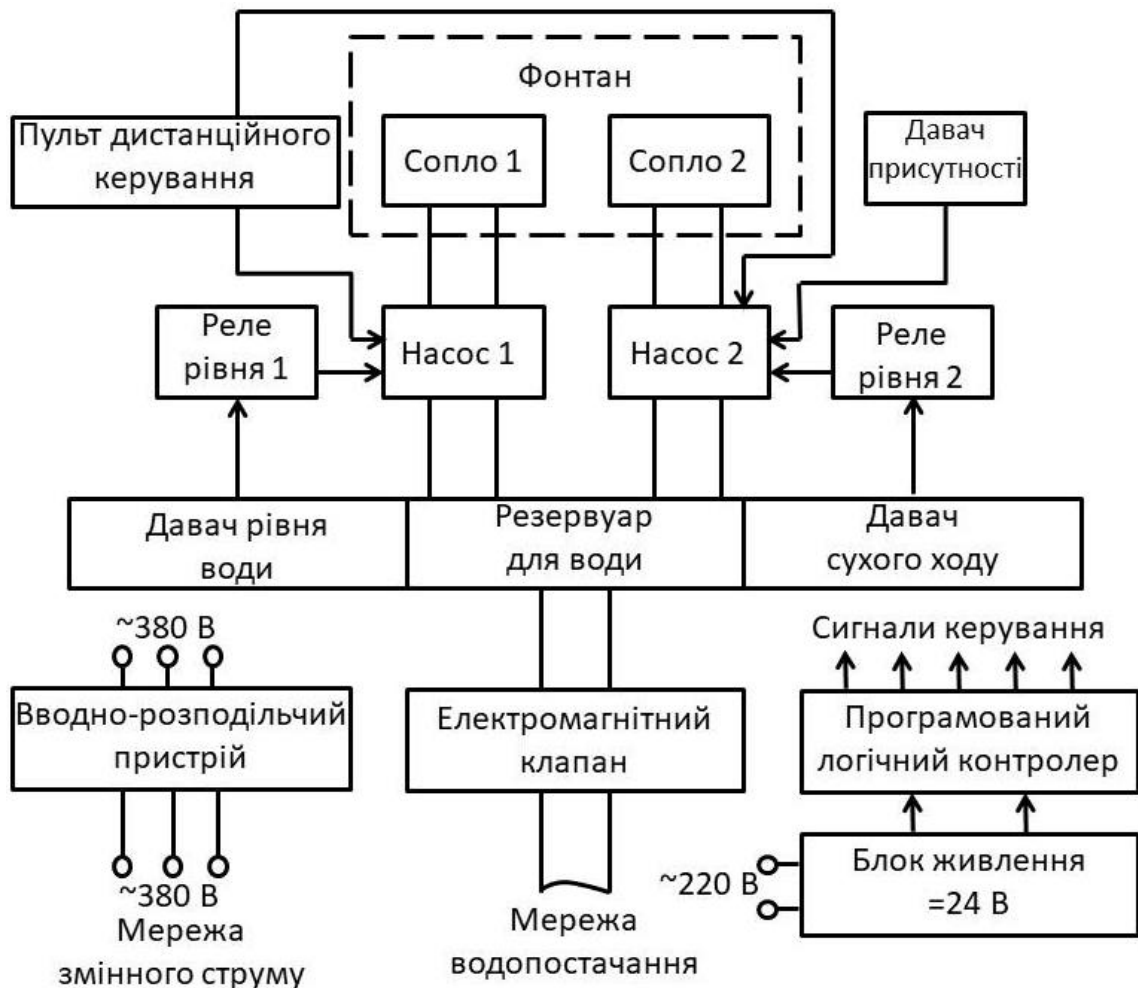 Фонтан
Пульт дистанційного
керування
Сопло 1
Сопло 2
Давач
присутності
Реле
рівня 1
Насос 1
Насос 2
Реле
рівня 2
Давач рівня
води
Резервуар
для води
Давач
сухого ходу
~380 В
Вводно-розподільчий
пристрій
~380 В
Мережа
змінного струму
Електромагнітний
клапан
Мережа
водопостачання
Сигнали керування
Програмований
логічний контролер
~220 В
Блок живлення
=24 В